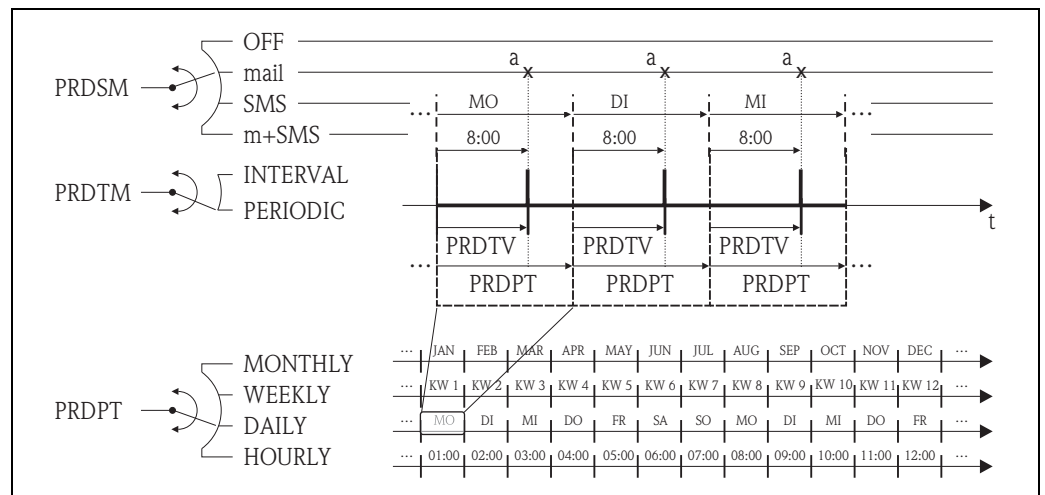 OFF
PRDSM mail a a a
SMS ... MO DI MI ...
m+SMS 8:00 8:00 8:00
PRDTM INTERVAL
PERIODIC t
PRDTV PRDTV PRDTV
... PRDPT PRDPT PRDPT ...
MONTHLY ... JAN FEB MAR APR MAY JUN JUL AUG SEP OCT NOV DEC ...
WEEKLY ... KW 1 KW 2 KW 3 KW 4 KW 5 KW 6 KW 7 KW 8 KW 9 KW 10 KW 11 KW 12 ...
PRDPT DAILY ... MO DI MI DO FR SA SO MO DI MI DO FR ...
HOURLY ... 01:00 02:00 03:00 04:00 05:00 06:00 07:00 08:00 09:00 10:00 11:00 12:00 ...